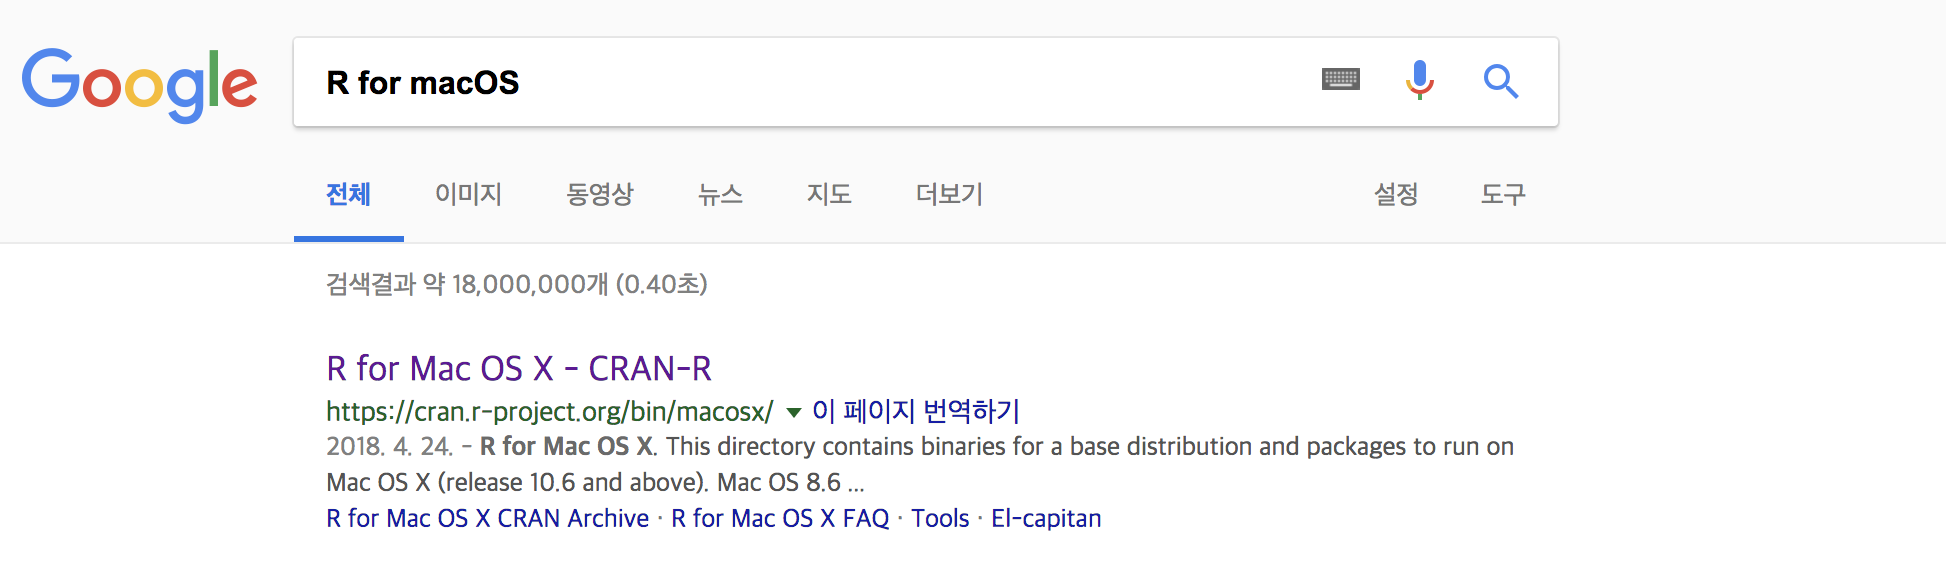 Google
R for macOS
전체 이미지 동영상 뉴스 지도 더보기 설정 도구
검색결과 약 18,000,000개 (0.40초)
R for Mac OS X - CRAN-R
https://cran.r-project.org/bin/macosx/ ▼ 이 페이지 번역하기
2018. 4. 24. - R for Mac OS X. This directory contains binaries for a base distribution and packages to run on
Mac OS X (release 10.6 and above). Mac OS 8.6 ...
R for Mac OS X CRAN Archive · R for Mac OS X FAQ · Tools · El-capitan